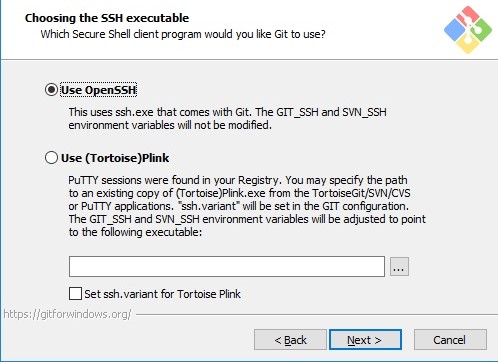 Choosing the SSH executable
Which Secure Shell client program would you like Git to use?
Use OpenSSH
This uses ssh.exe that comes with Git. The GIT_SSH and SVN_SSH
environment variables will not be modified.
Use (Tortoise)Plink
PuTTY sessions were found in your Registry. You may specify the path
to an existing copy of (Tortoise)Plink.exe from the TortoiseGit/SVN/CVS
or PuTTY applications. "ssh.variant" will be set in the GIT configuration.
The GIT_SSH and SVN_SSH environment variables will be adjusted to point
to the following executable:
...
Set ssh.variant for Tortoise Plink
https://gitforwindows.org/
< Back
Next >
Cancel